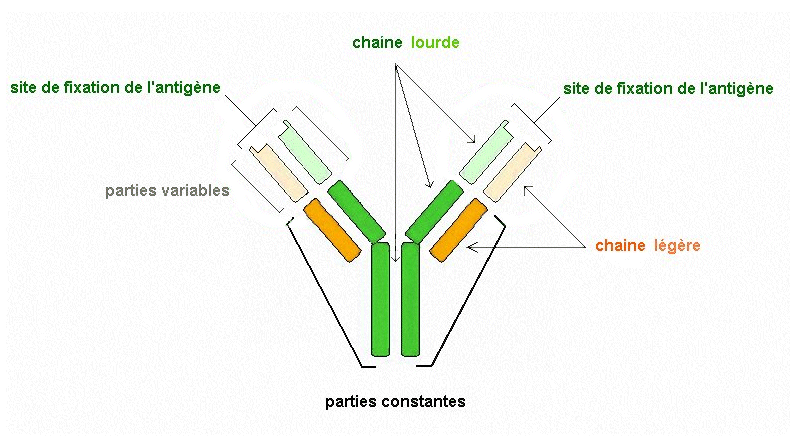 chaine lourde
site de fixation de l'antigène
site de fixation de l'antigène
parties variables
chaine légère
parties constantes